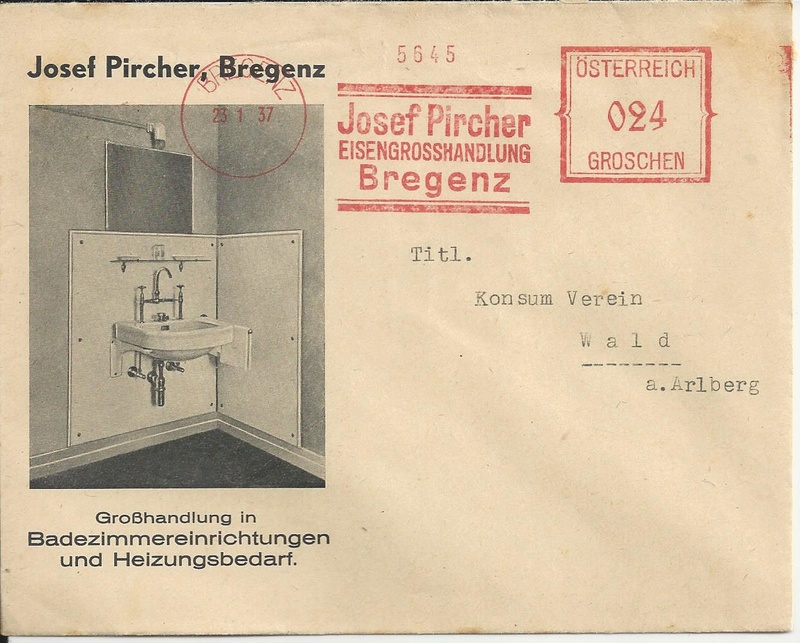 Josef Pircher, Bregenz
BREGENZ
23 1 37
5645
Josef Pircher
EISENGROSSHANDLUNG
Bregenz
ÖSTERREICH
024
GROSCHEN
Titl.
Konsum Verein
W a l d
--------
a.Arlberg
Großhandlung in
Badezimmereinrichtungen
und Heizungsbedarf.